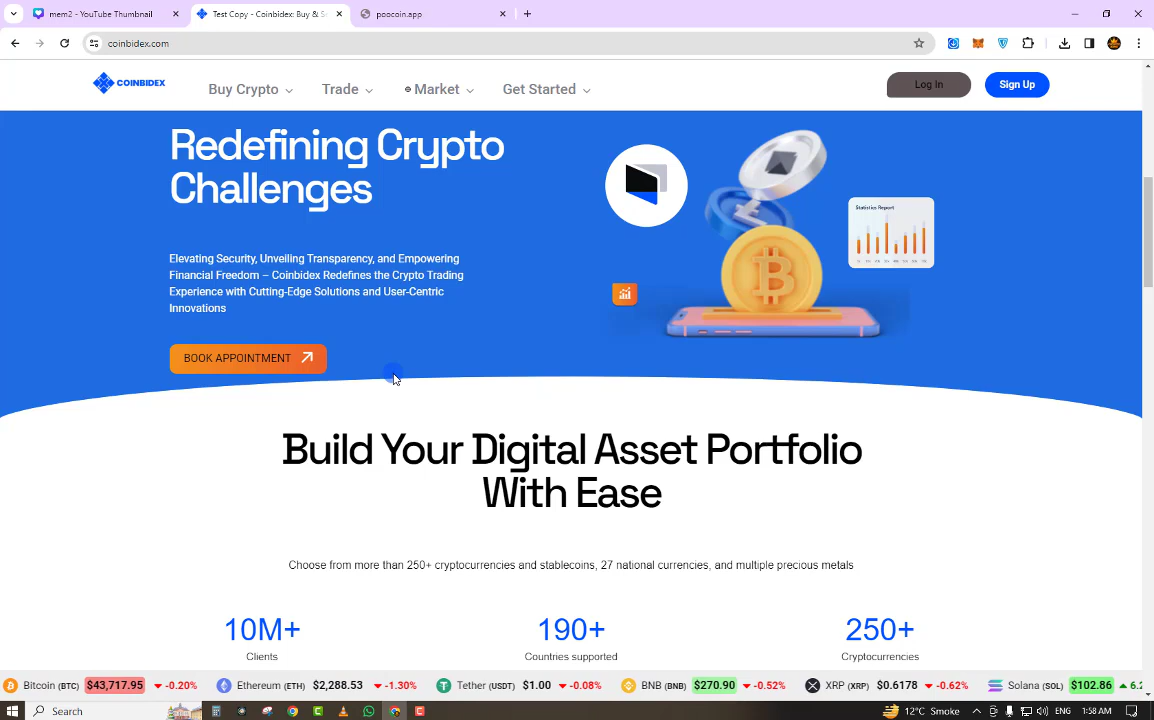 mem2 - YouTube Thumbnail
Test Copy - Coinbidex: Buy & S
poocoin.app
coinbidex.com
COINBIDEX
Buy Crypto
Trade
Market
Get Started
Log In
Sign Up
Redefining Crypto
Challenges
Elevating Security, Unveiling Transparency, and Empowering
Financial Freedom – Coinbidex Redefines the Crypto Trading
Experience with Cutting-Edge Solutions and User-Centric
Innovations
BOOK APPOINTMENT
Statistics Report
Build Your Digital Asset Portfolio
With Ease
Choose from more than 250+ cryptocurrencies and stablecoins, 27 national currencies, and multiple precious metals
10M+ 190+ 250+
Clients Countries supported Cryptocurrencies
Bitcoin (BTC) $43,717.95 -0.20% Ethereum (ETH) $2,288.53 -1.30% Tether (USDT) $1.00 -0.08% BNB (BNB) $270.90 -0.52% XRP (XRP) $0.6178 -0.62% Solana (SOL) $102.86 6.2
Search 12°C Smoke ENG 1:58 AM